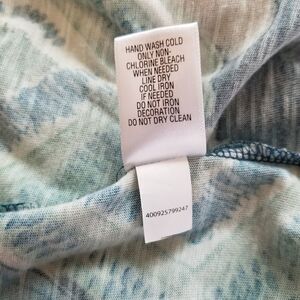 HAND WASH COLD
ONLY NON-
CHLORINE BLEACH
WHEN NEEDED
LINE DRY
COOL IRON
IF NEEDED
DO NOT IRON
DECORATION
DO NOT DRY CLEAN
400925799247